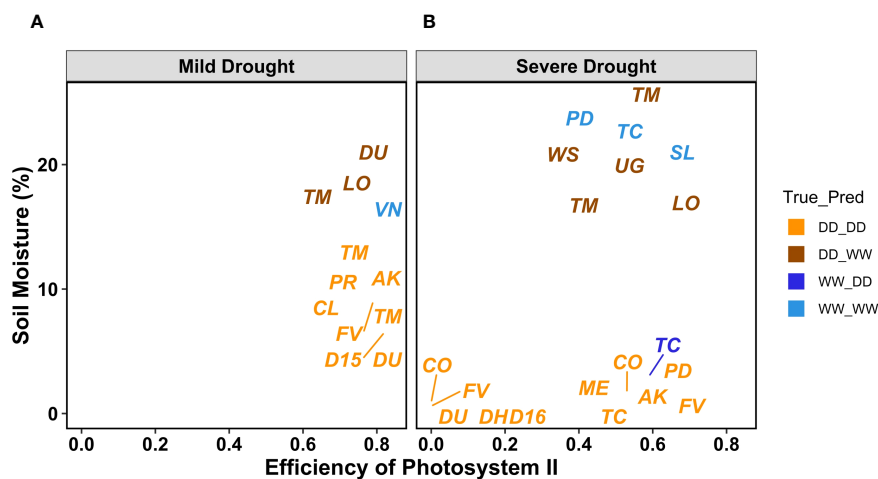 A
B
Mild Drought
Severe Drought
TM
PD
TC
DU
WS
UG
SL
LO
TM
VN
TM
LO
TM
PR
AK
CL
TM
FV
D15
DU
TC
CO
CO
PD
FV
ME
AK
FV
DU
DH
D16
TC
20
10
0
Soil Moisture (%)
0.0
0.2
0.4
0.6
0.8
0.0
0.2
0.4
0.6
0.8
Efficiency of Photosystem II
True_Pred
DD_DD
DD_WW
WW_DD
WW_WW